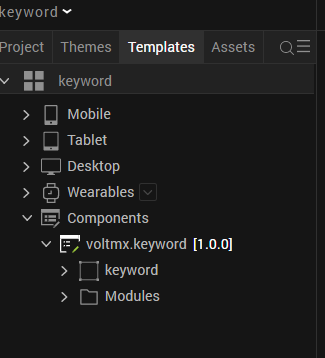 keyword
Project Themes Templates Assets
keyword
Mobile
Tablet
Desktop
Wearables
Components
voltmx.keyword [1.0.0]
keyword
Modules